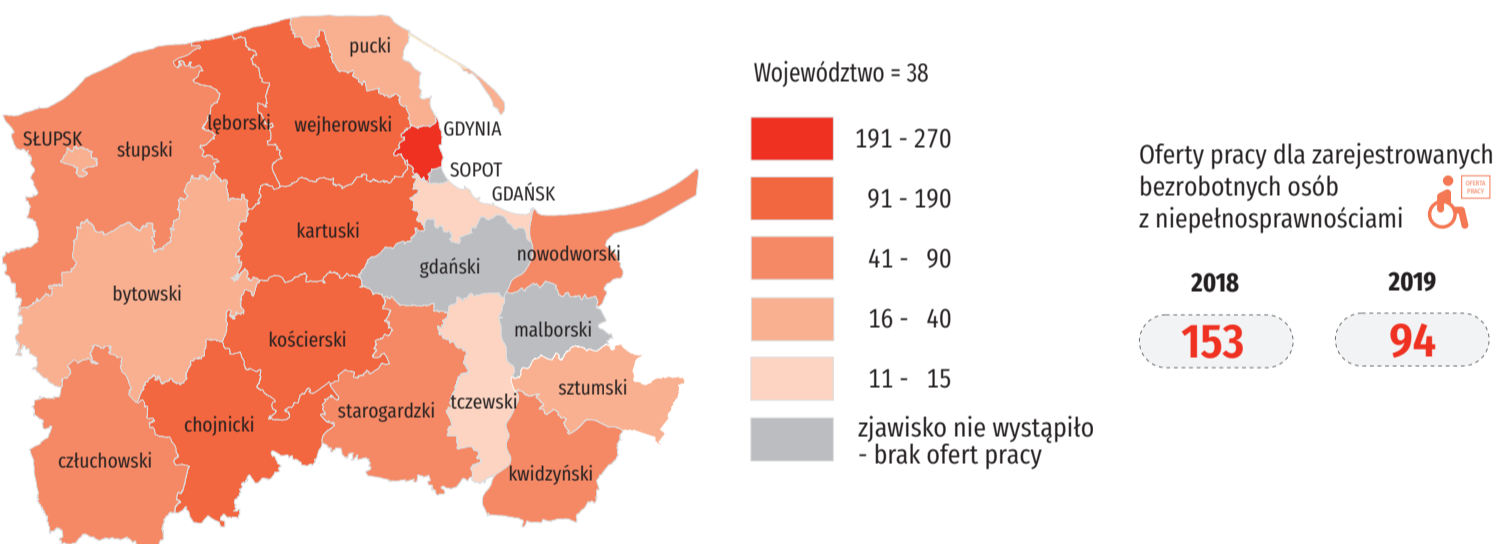 pucki
GDYNIA
lęborski
wejherowski
SŁUPSK
słupski
SOPOT
GDAŃSK
kartuski
nowodworski
gdański
bytowski
malborski
kościerski
sztumski
tczewski
starogardzki
chojnicki
człuchowski
kwidzyński
Województwo = 38
191 - 270
91 - 190
41 - 90
16 - 40
11 - 15
zjawisko nie wystąpiło
- brak ofert pracy
Oferty pracy dla zarejestrowanych
bezrobotnych osób
z niepełnosprawnościami
OFERTA
PRACY
2018
2019
153
94